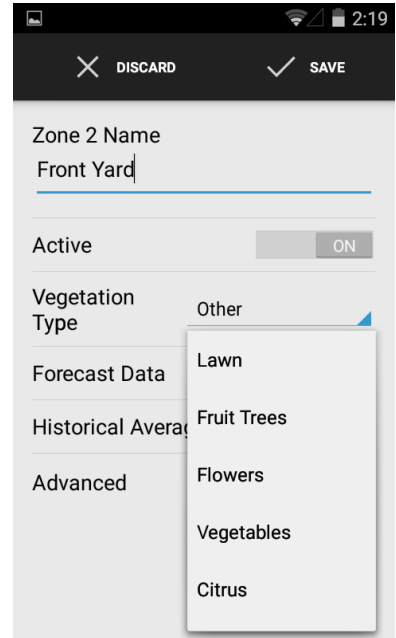 2:19
DISCARD
SAVE
Zone 2 Name
Front Yard
Active
ON
Vegetation
Type
Other
Lawn
Forecast Data
Fruit Trees
Historical Avera
Flowers
Advanced
Vegetables
Citrus